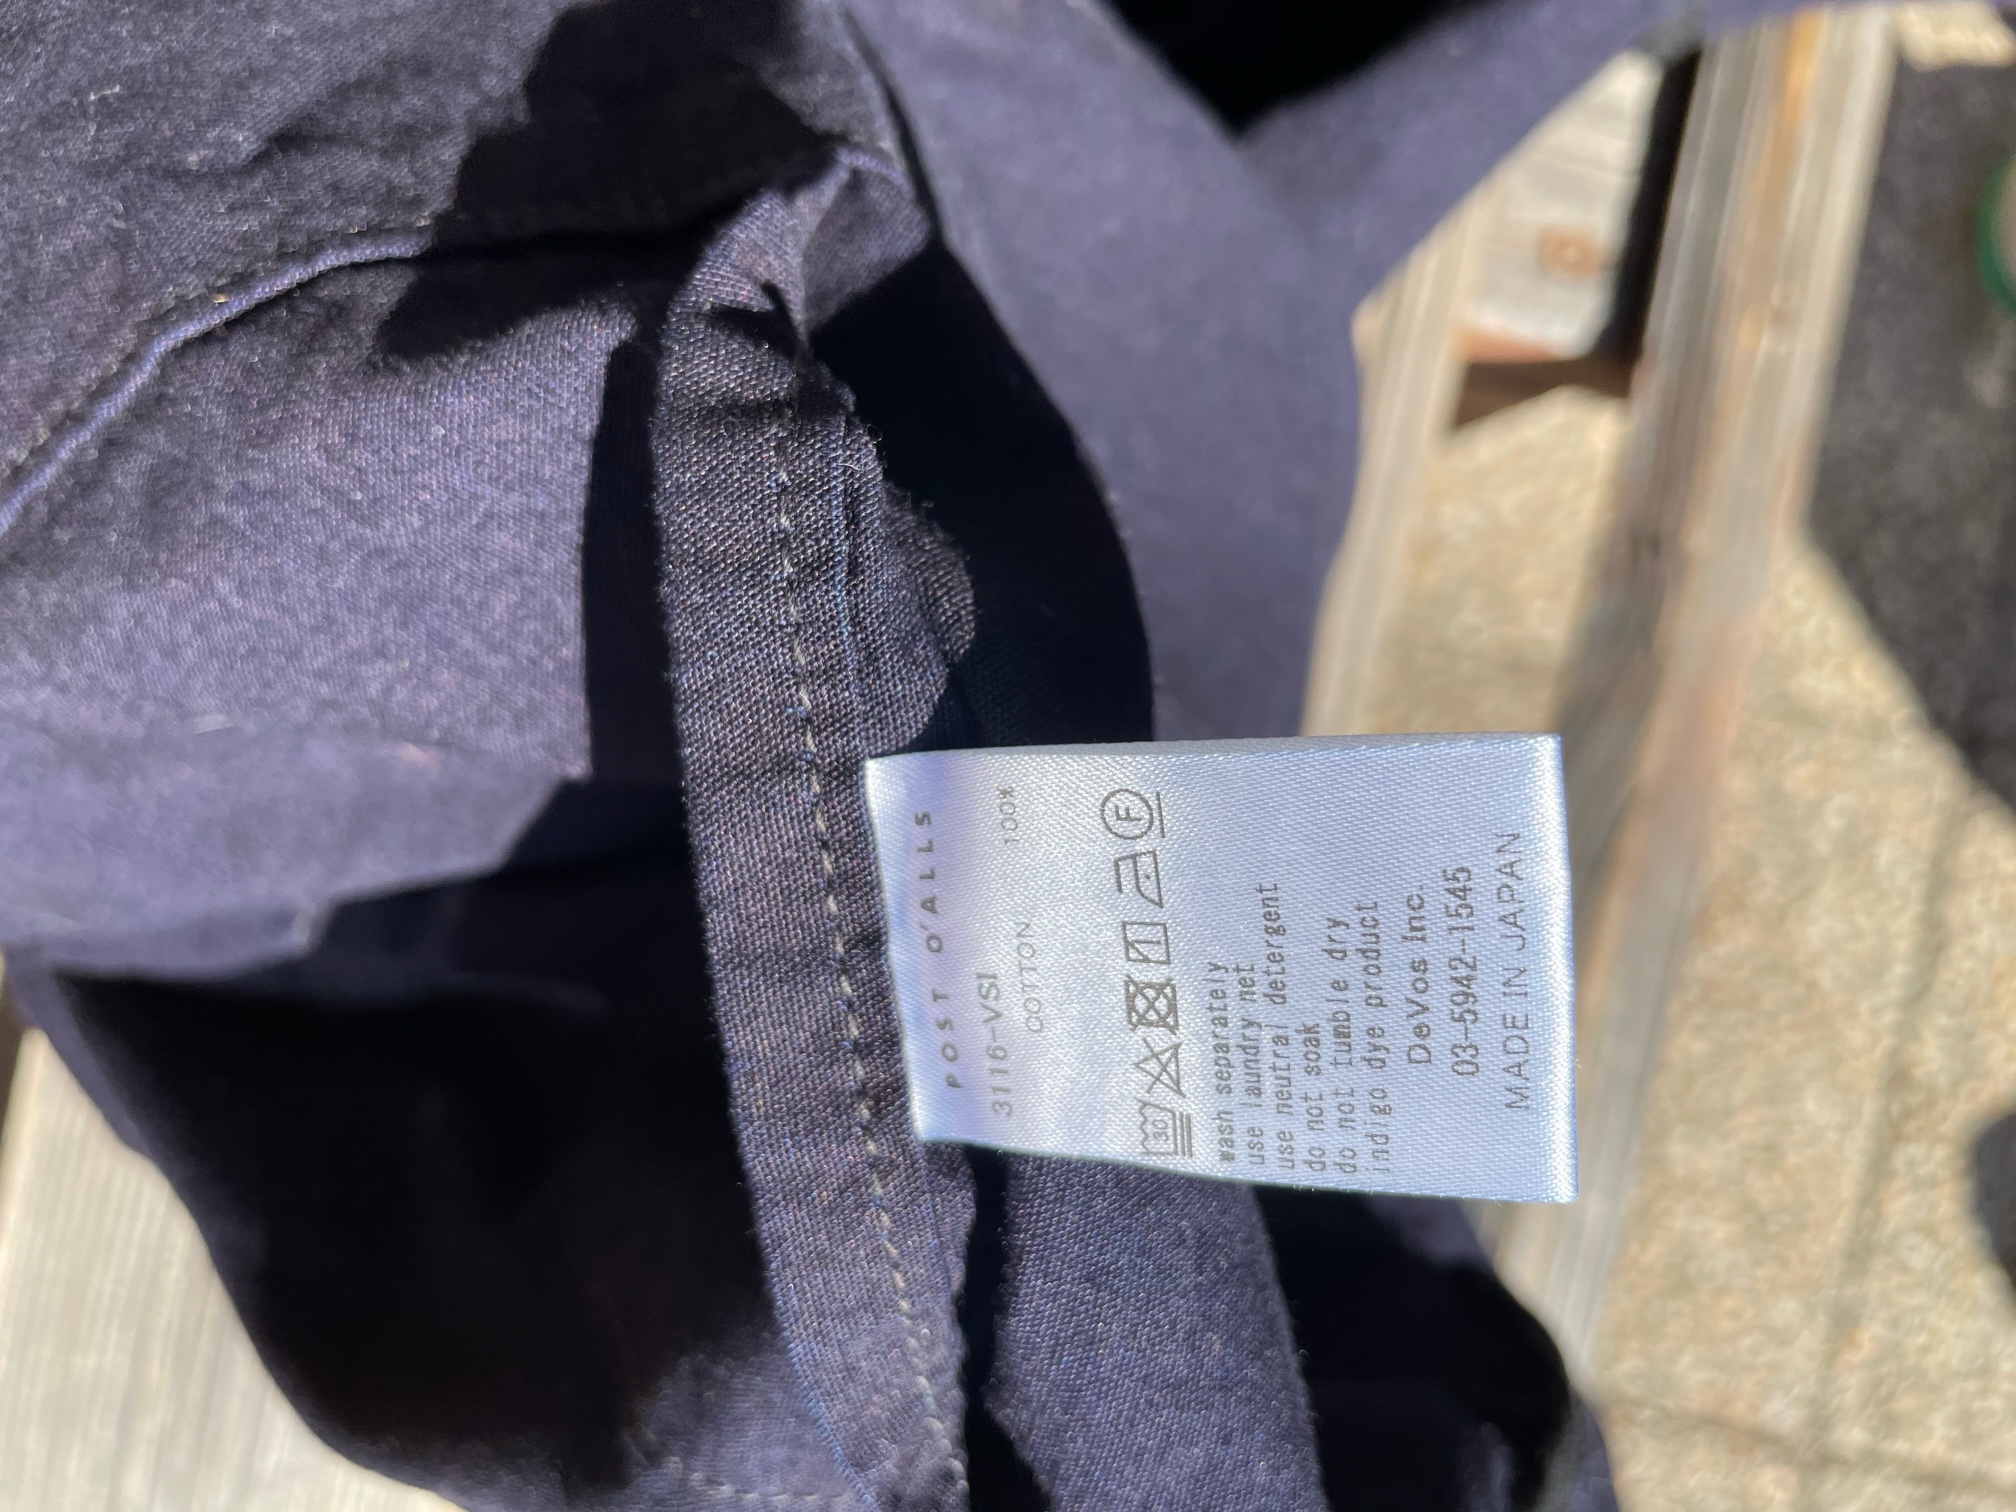 POST O'ALLS
3116-VSI
COTTON 100%
30
F
wash separately
use laundry net
use neutral detergent
do not soak
do not tumble dry
indigo dye product
DeVos Inc.
03-5942-1545
MADE IN JAPAN